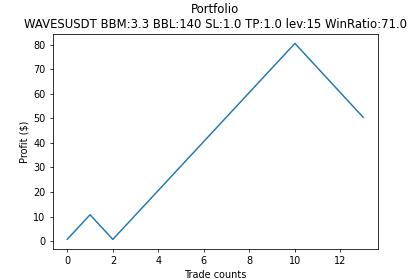 Portfolio
WAVESUSDT BBM:3.3 BBL:140 SL:1.0 TP:1.0 lev:15 WinRatio:71.0
80
70
60
50
40
30
20
10
0
Profit ($)
0 2 4 6 8 10 12
Trade counts